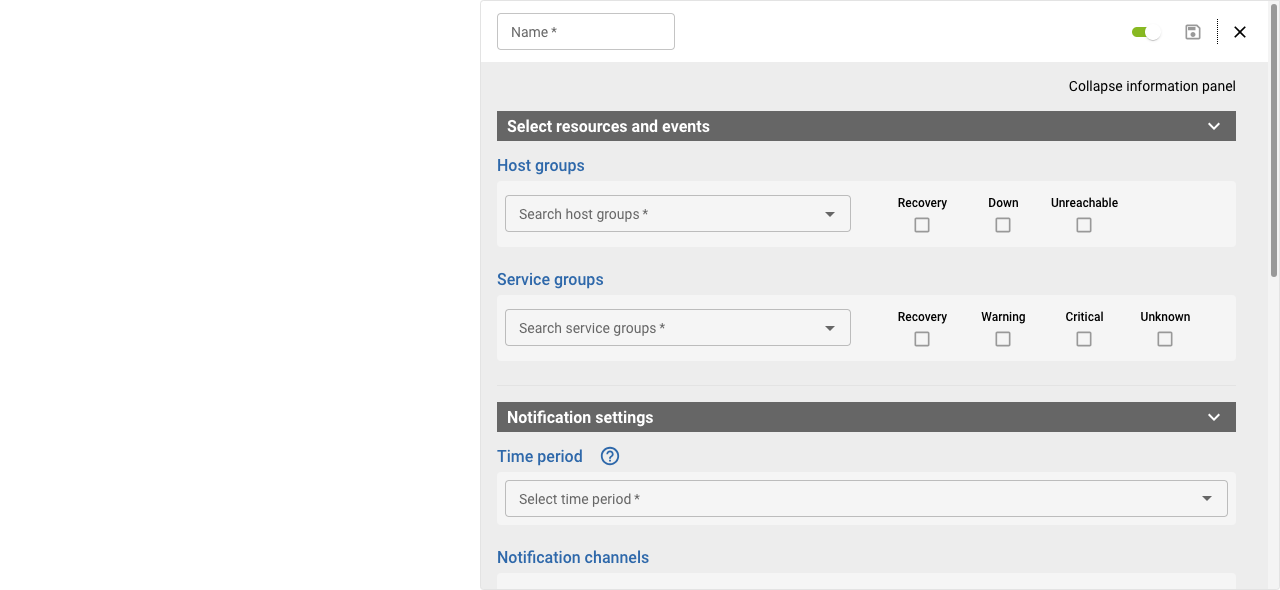 Name *
Collapse information panel
Select resources and events
Host groups
Search host groups *
Recovery Down Unreachable
Service groups
Search service groups *
Recovery Warning Critical Unknown
Notification settings
Time period
Select time period *
Notification channels